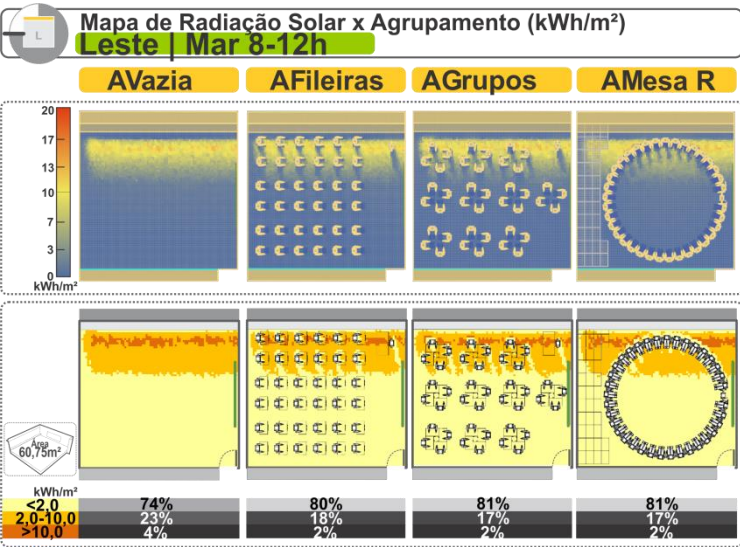 L
Mapa de Radiação Solar x Agrupamento (kWh/m²)
Leste | Mar 8-12h
AVazia AFileiras AGrupos AMesa R
20
17
13
10
7
3
0
kWh/m²
Área
60,75m²
kWh/m²
<2,0 74% 80% 81% 81%
2,0-10,0 23% 18% 17% 17%
>10,0 4% 2% 2% 2%